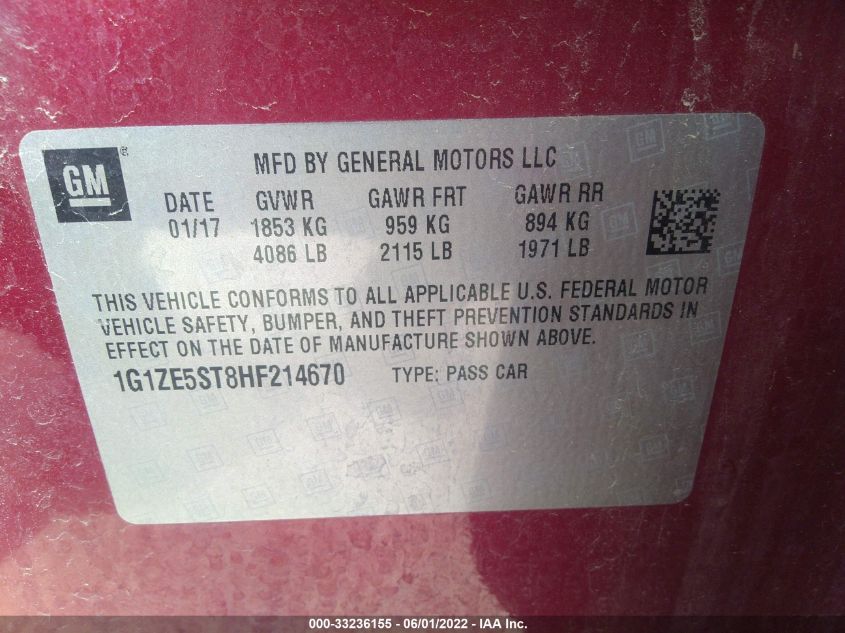 GM ®
MFD BY GENERAL MOTORS LLC
DATE GVWR GAWR FRT GAWR RR
01/17 1853 KG 959 KG 894 KG
4086 LB 2115 LB 1971 LB
THIS VEHICLE CONFORMS TO ALL APPLICABLE U.S. FEDERAL MOTOR
VEHICLE SAFETY, BUMPER, AND THEFT PREVENTION STANDARDS IN
EFFECT ON THE DATE OF MANUFACTURE SHOWN ABOVE.
1G1ZE5ST8HF214670 TYPE: PASS CAR
000-33236155 - 06/01/2022 - IAA Inc.